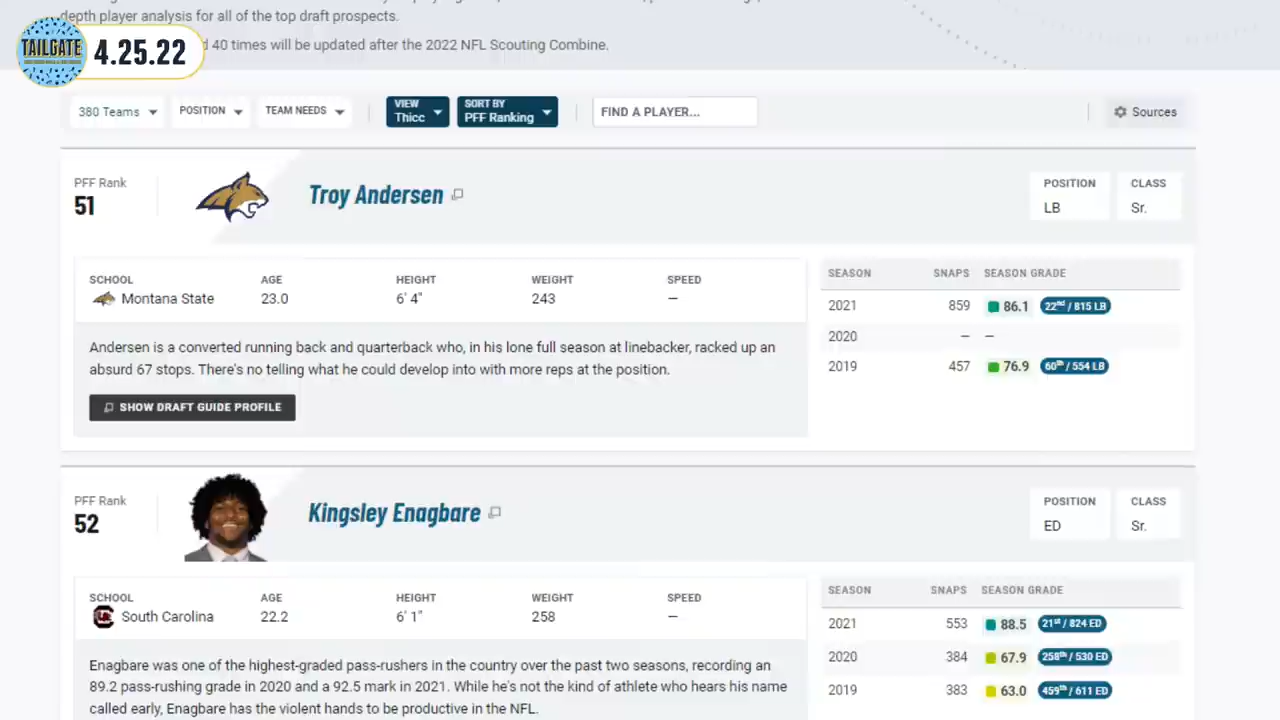 depth player analysis for all of the top draft prospects.
TAILGATE
4.25.22
40 times will be updated after the 2022 NFL Scouting Combine.
380 Teams
POSITION
TEAM NEEDS
VIEW
Thicc
SORT BY
PFF Ranking
FIND A PLAYER...
Sources
PFF Rank
51
Troy Andersen
POSITION
LB
CLASS
Sr.
SCHOOL AGE HEIGHT WEIGHT SPEED
Montana State 23.0 6' 4" 243 —
Andersen is a converted running back and quarterback who, in his lone full season at linebacker, racked up an
absurd 67 stops. There's no telling what he could develop into with more reps at the position.
SHOW DRAFT GUIDE PROFILE
SEASON SNAPS SEASON GRADE
2021 859 86.1 22nd / 815 LB
2020 — —
2019 457 76.9 60th / 554 LB
PFF Rank
52
Kingsley Enagbare
POSITION
ED
CLASS
Sr.
SCHOOL AGE HEIGHT WEIGHT SPEED
South Carolina 22.2 6' 1" 258 —
Enagbare was one of the highest-graded pass-rushers in the country over the past two seasons, recording an
89.2 pass-rushing grade in 2020 and a 92.5 mark in 2021. While he's not the kind of athlete who hears his name
called early, Enagbare has the violent hands to be productive in the NFL.
SEASON SNAPS SEASON GRADE
2021 553 88.5 21st / 824 ED
2020 384 67.9 258th / 530 ED
2019 383 63.0 459th / 611 ED